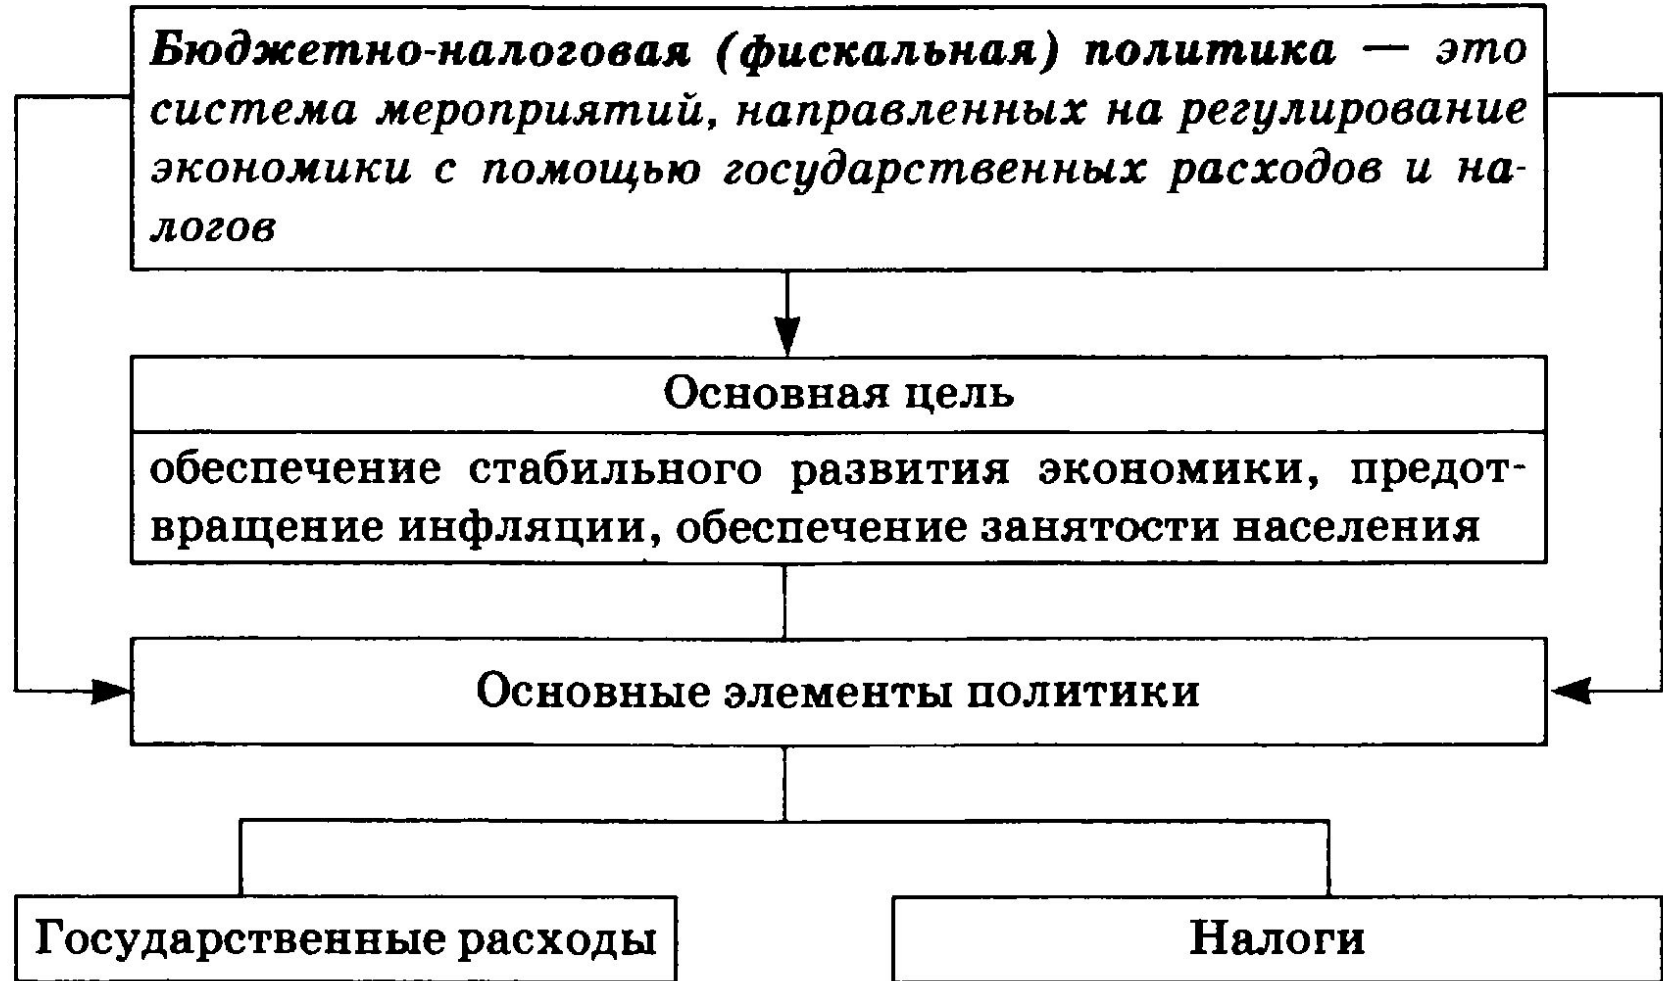 Бюджетно-налоговая (фискальная) политика — это
система мероприятий, направленных на регулирование
экономики с помощью государственных расходов и на-
логов
Основная цель
обеспечение стабильного развития экономики, предот-
вращение инфляции, обеспечение занятости населения
Основные элементы политики
Государственные расходы
Налоги